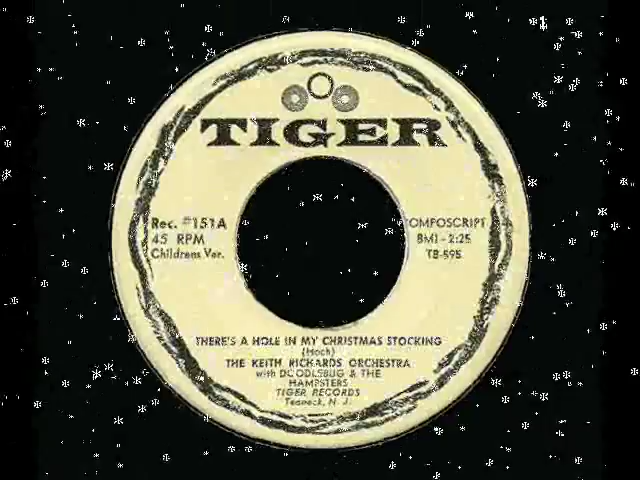 TIGER
Rec. #151A
45 RPM
Childrens Ver.
COMPOSCRIPT
BMI - 2:25
TB-595
THERE'S A HOLE IN MY CHRISTMAS STOCKING
(Hoch)
THE KEITH RICHARDS ORCHESTRA
with DOODLEBUG & THE
HAMPSTERS
TIGER RECORDS
Teaneck, N. J.